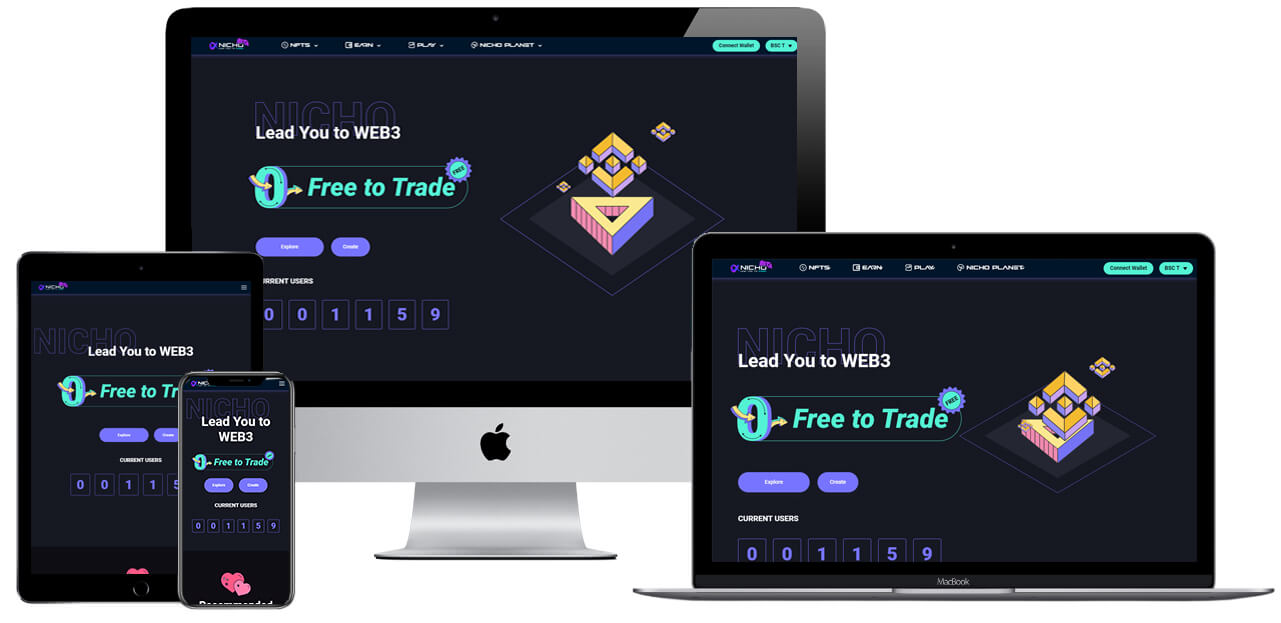 NICHO
NFTS
EARN
PLAY
NICHO PLANET
Connect Wallet
BSC T
NICHO
Lead You to WEB3
0 Free to Trade
FREE
Explore
Create
RRENT USERS
0 0 1 1 5 9
NICHO
NFTS
EARN
PLAY
NICHO PLANET
Connect Wallet
BSC T
NICHO
Lead You to WEB3
0 Free to Trade
FREE
Explore
Create
CURRENT USERS
0 0 1 1 5 9
MacBook
NICHO
NICHO
Lead You to WEB3
0 Free to Tr
Explore
Create
CURRENT USERS
0 0 1 1 5
NICHO
Lead You to
WEB3
0 Free to Trade
Explore
Create
CURRENT USERS
0 0 1 1 5 9
Recommended